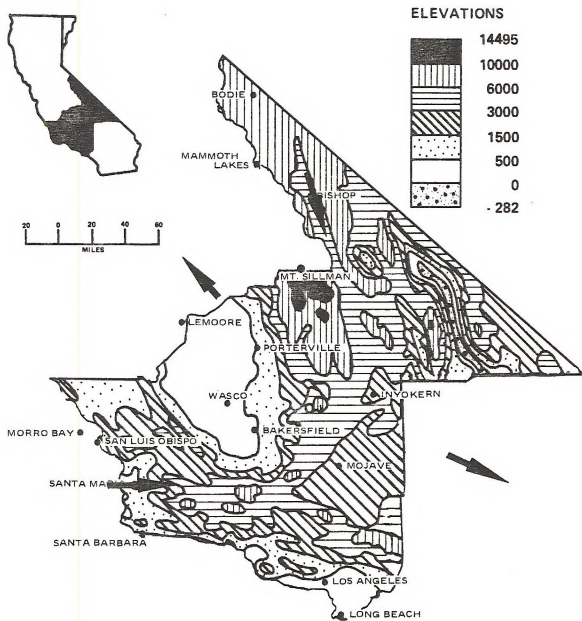 ELEVATIONS
14495
10000
6000
3000
1500
500
0
-282
BODIE
MAMMOTH
LAKES
BISHOP
20 0 20 40 60
MILES
MT. SILLMAN
LEMOORE
PORTERVILLE
WASCO
INYOKERN
MORRO BAY
SAN LUIS OBISPO
BAKERSFIELD
MOJAVE
SANTA MARIA
SANTA BARBARA
LOS ANGELES
LONG BEACH